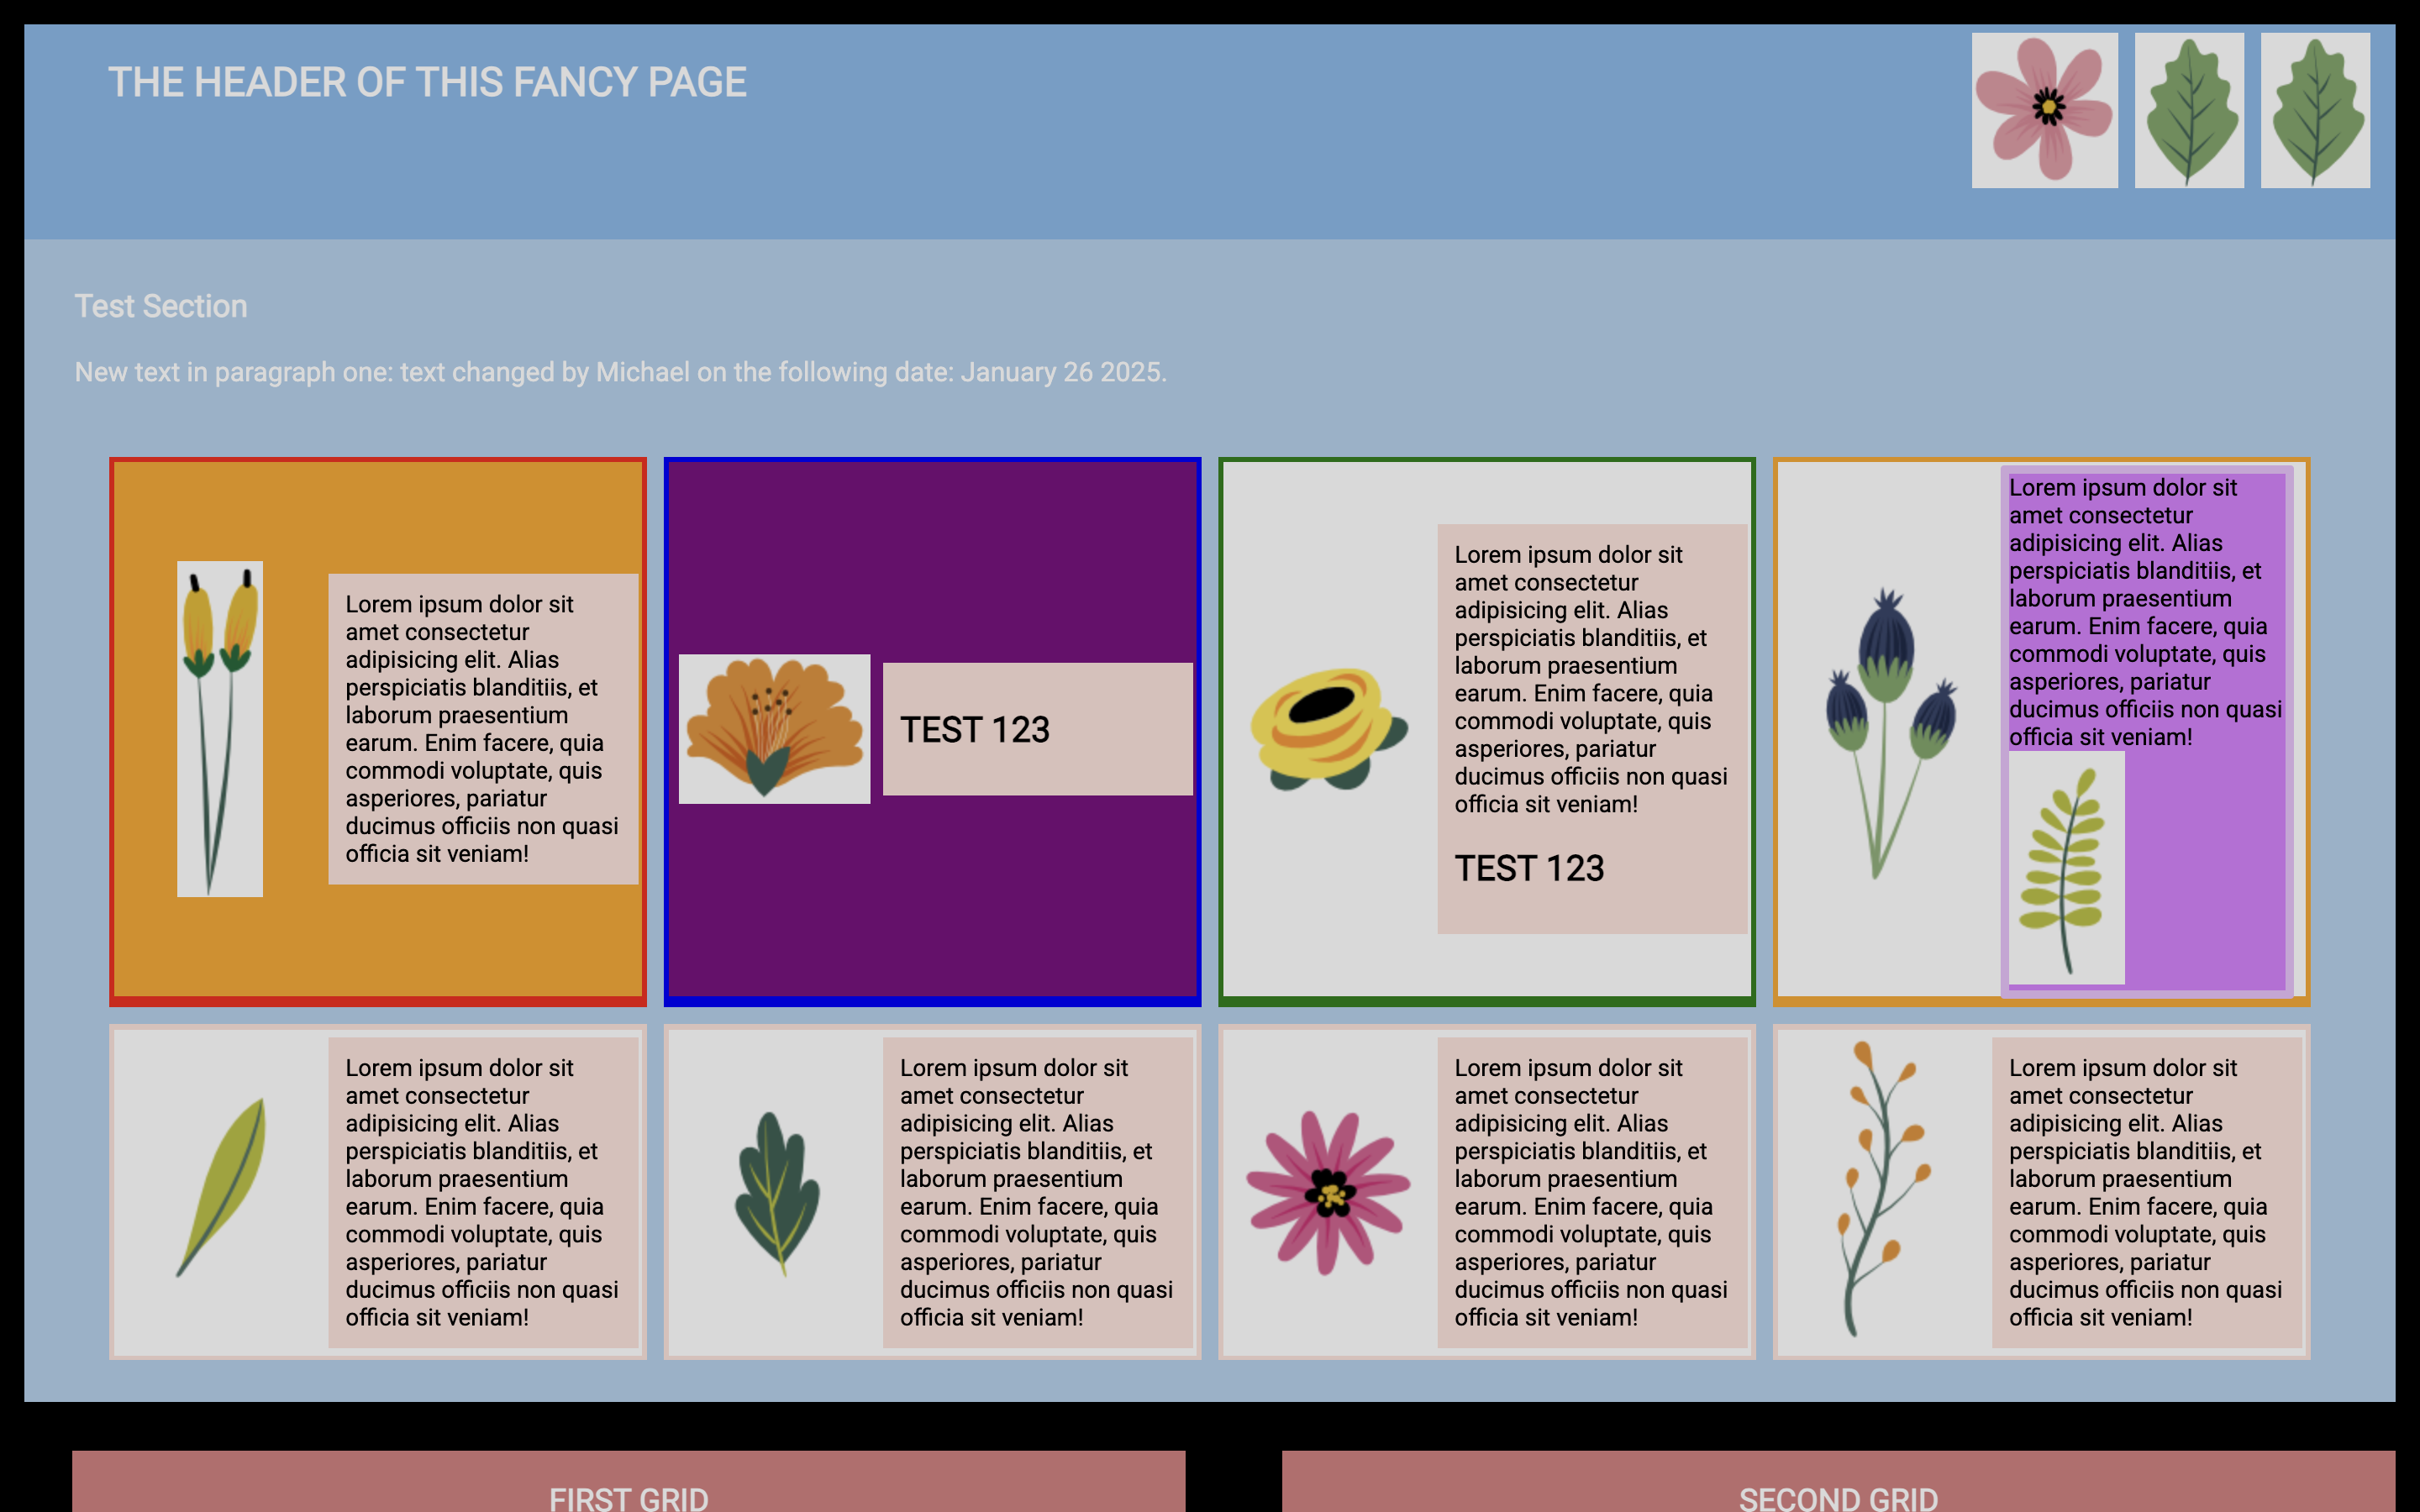 THE HEADER OF THIS FANCY PAGE
Test Section
New text in paragraph one: text changed by Michael on the following date: January 26 2025.
Lorem ipsum dolor sit
amet consectetur
adipisicing elit. Alias
perspiciatis blanditiis, et
laborum praesentium
earum. Enim facere, quia
commodi voluptate, quis
asperiores, pariatur
ducimus officiis non quasi
officia sit veniam!
TEST 123
Lorem ipsum dolor sit
amet consectetur
adipisicing elit. Alias
perspiciatis blanditiis, et
laborum praesentium
earum. Enim facere, quia
commodi voluptate, quis
asperiores, pariatur
ducimus officiis non quasi
officia sit veniam!
TEST 123
Lorem ipsum dolor sit
amet consectetur
adipisicing elit. Alias
perspiciatis blanditiis, et
laborum praesentium
earum. Enim facere, quia
commodi voluptate, quis
asperiores, pariatur
ducimus officiis non quasi
officia sit veniam!
Lorem ipsum dolor sit
amet consectetur
adipisicing elit. Alias
perspiciatis blanditiis, et
laborum praesentium
earum. Enim facere, quia
commodi voluptate, quis
asperiores, pariatur
ducimus officiis non quasi
officia sit veniam!
Lorem ipsum dolor sit
amet consectetur
adipisicing elit. Alias
perspiciatis blanditiis, et
laborum praesentium
earum. Enim facere, quia
commodi voluptate, quis
asperiores, pariatur
ducimus officiis non quasi
officia sit veniam!
Lorem ipsum dolor sit
amet consectetur
adipisicing elit. Alias
perspiciatis blanditiis, et
laborum praesentium
earum. Enim facere, quia
commodi voluptate, quis
asperiores, pariatur
ducimus officiis non quasi
officia sit veniam!
Lorem ipsum dolor sit
amet consectetur
adipisicing elit. Alias
perspiciatis blanditiis, et
laborum praesentium
earum. Enim facere, quia
commodi voluptate, quis
asperiores, pariatur
ducimus officiis non quasi
officia sit veniam!
FIRST GRID
SECOND GRID